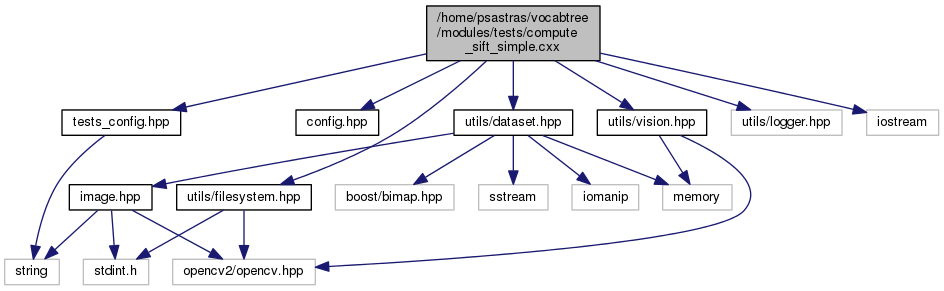 /home/psastras/vocabtree
/modules/tests/compute
_sift_simple.cxx
tests_config.hpp
config.hpp
utils/dataset.hpp
utils/vision.hpp
utils/logger.hpp
iostream
image.hpp
utils/filesystem.hpp
boost/bimap.hpp
sstream
iomanip
memory
string
stdint.h
opencv2/opencv.hpp